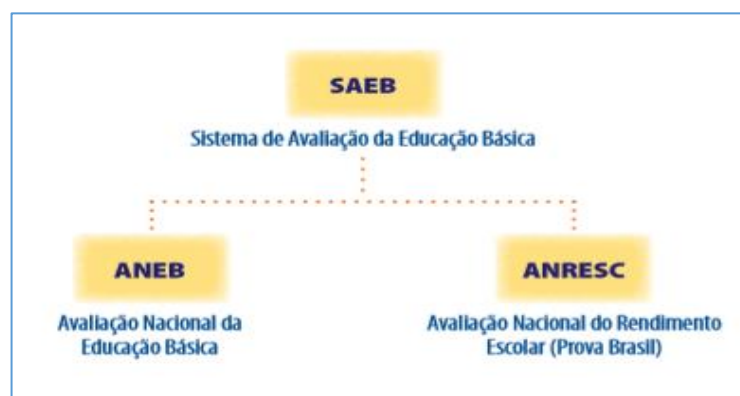 SAEB
Sistema de Avaliação da Educação Básica
ANEB
Avaliação Nacional da
Educação Básica
ANRESC
Avaliação Nacional do Rendimento
Escolar (Prova Brasil)